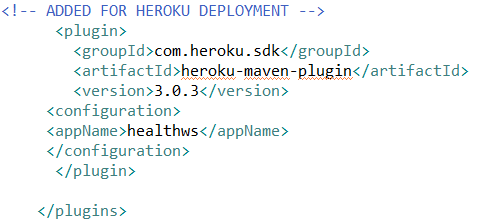 <!-- ADDED FOR HEROKU DEPLOYMENT -->
<plugin>
<groupId>com.heroku.sdk</groupId>
<artifactId>heroku-maven-plugin</artifactId>
<version>3.0.3</version>
<configuration>
<appName>healthws</appName>
</configuration>
</plugin>
</plugins>